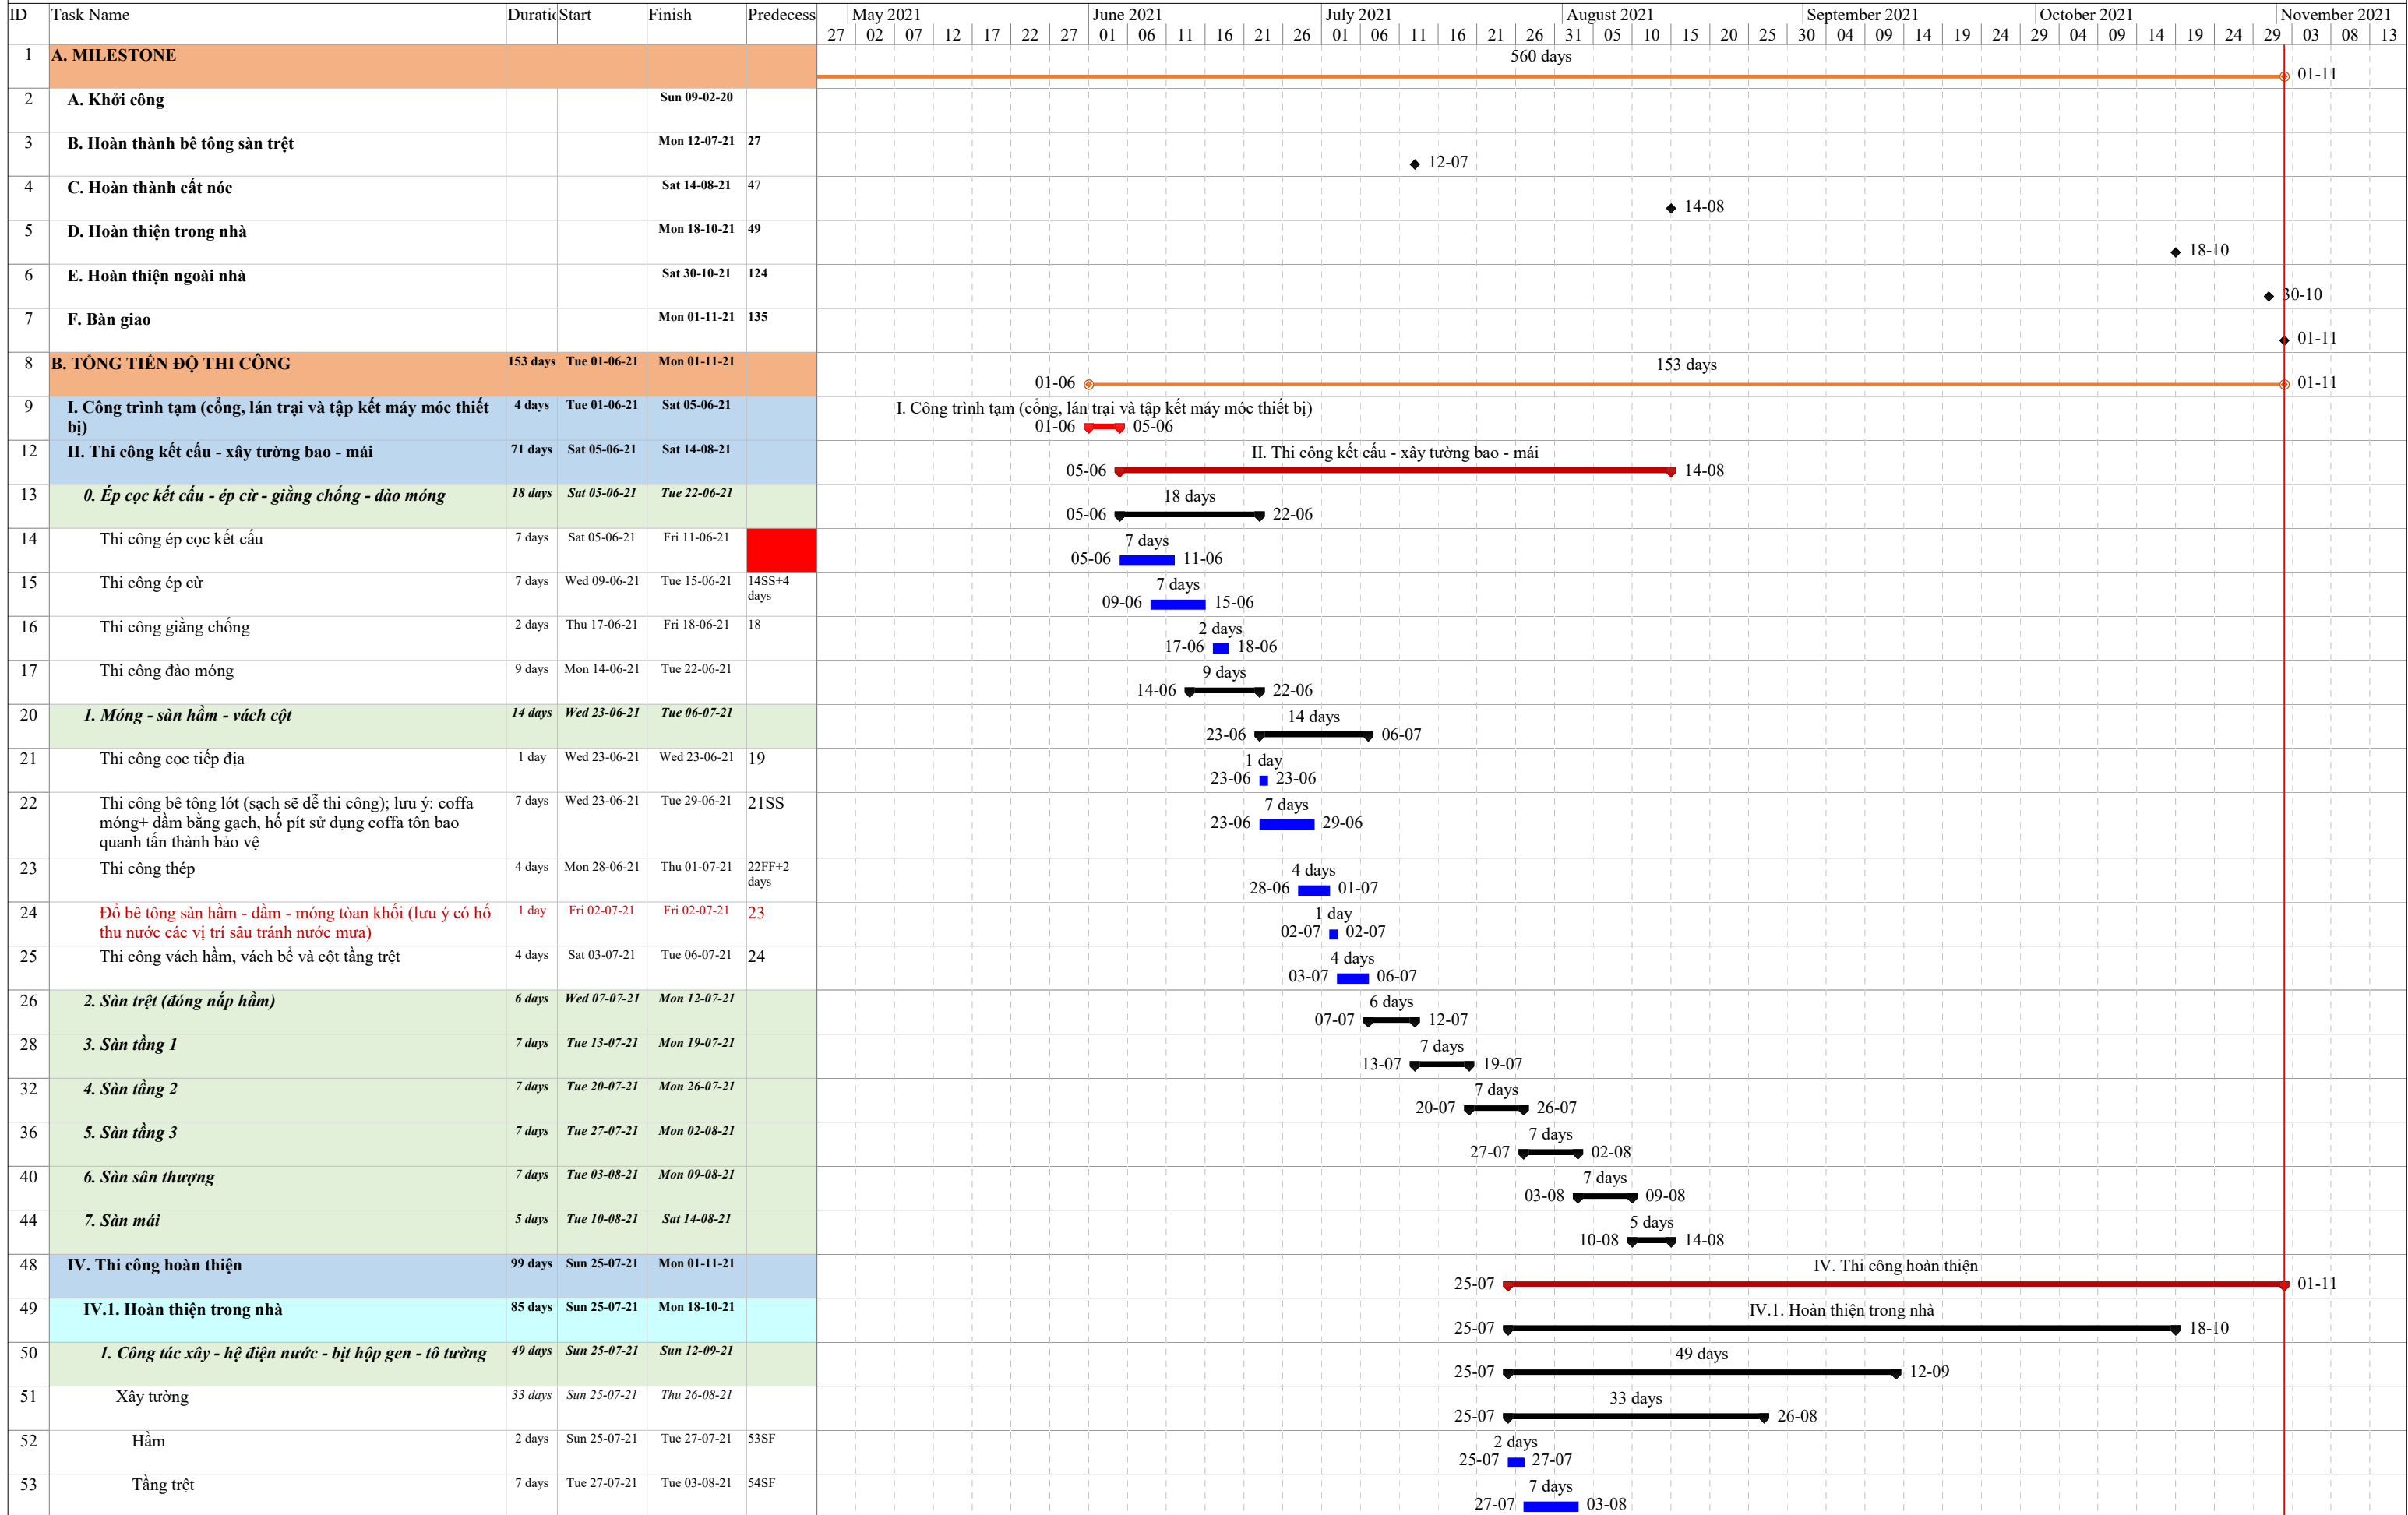 ID Task Name Duratic Start Finish Predecess May 2021 June 2021 July 2021 August 2021 September 2021 October 2021 November 2021
27 02 07 12 17 22 27 01 06 11 16 21 26 01 06 11 16 21 26 31 05 10 15 20 25 30 04 09 14 19 24 29 04 09 14 19 24 29 03 08 13
1 A. MILESTONE 560 days
01-11
2 A. Khởi công Sun 09-02-20
3 B. Hoàn thành bê tông sàn trệt Mon 12-07-21 27
12-07
4 C. Hoàn thành cất nóc Sat 14-08-21 47
14-08
5 D. Hoàn thiện trong nhà Mon 18-10-21 49
18-10
6 E. Hoàn thiện ngoài nhà Sat 30-10-21 124
30-10
7 F. Bàn giao Mon 01-11-21 135
01-11
8 B. TỔNG TIẾN ĐỘ THI CÔNG 153 days Tue 01-06-21 Mon 01-11-21 153 days
01-06 01-11
9 I. Công trình tạm (cổng, lán trại và tập kết máy móc thiết 4 days Tue 01-06-21 Sat 05-06-21 I. Công trình tạm (cổng, lán trại và tập kết máy móc thiết bị)
bị) 01-06 05-06
12 II. Thi công kết cấu - xây tường bao - mái 71 days Sat 05-06-21 Sat 14-08-21 II. Thi công kết cấu - xây tường bao - mái
05-06 14-08
13 0. Ép cọc kết cấu - ép cừ - giằng chống - đào móng 18 days Sat 05-06-21 Tue 22-06-21 18 days
05-06 22-06
14 Thi công ép cọc kết cấu 7 days Sat 05-06-21 Fri 11-06-21 7 days
05-06 11-06
15 Thi công ép cừ 7 days Wed 09-06-21 Tue 15-06-21 14SS+4 7 days
days 09-06 15-06
16 Thi công giằng chống 2 days Thu 17-06-21 Fri 18-06-21 18 2 days
17-06 18-06
17 Thi công đào móng 9 days Mon 14-06-21 Tue 22-06-21 9 days
14-06 22-06
20 1. Móng - sàn hầm - vách cột 14 days Wed 23-06-21 Tue 06-07-21 14 days
23-06 06-07
21 Thi công cọc tiếp địa 1 day Wed 23-06-21 Wed 23-06-21 19 1 day
23-06 23-06
22 Thi công bê tông lót (sạch sẽ dễ thi công); lưu ý: coffa 7 days Wed 23-06-21 Tue 29-06-21 21SS 7 days
móng+ dầm bằng gạch, hố pít sử dụng coffa tôn bao 23-06 29-06
quanh tấn thành bảo vệ
23 Thi công thép 4 days Mon 28-06-21 Thu 01-07-21 22FF+2 4 days
days 28-06 01-07
24 Đổ bê tông sàn hầm - dầm - móng tòan khối (lưu ý có hố 1 day Fri 02-07-21 Fri 02-07-21 23 1 day
thu nước các vị trí sâu tránh nước mưa) 02-07 02-07
25 Thi công vách hầm, vách bể và cột tầng trệt 4 days Sat 03-07-21 Tue 06-07-21 24 4 days
03-07 06-07
26 2. Sàn trệt (đóng nắp hầm) 6 days Wed 07-07-21 Mon 12-07-21 6 days
07-07 12-07
28 3. Sàn tầng 1 7 days Tue 13-07-21 Mon 19-07-21 7 days
13-07 19-07
32 4. Sàn tầng 2 7 days Tue 20-07-21 Mon 26-07-21 7 days
20-07 26-07
36 5. Sàn tầng 3 7 days Tue 27-07-21 Mon 02-08-21 7 days
27-07 02-08
40 6. Sàn sân thượng 7 days Tue 03-08-21 Mon 09-08-21 7 days
03-08 09-08
44 7. Sàn mái 5 days Tue 10-08-21 Sat 14-08-21 5 days
10-08 14-08
48 IV. Thi công hoàn thiện 99 days Sun 25-07-21 Mon 01-11-21 IV. Thi công hoàn thiện
25-07 01-11
49 IV.1. Hoàn thiện trong nhà 85 days Sun 25-07-21 Mon 18-10-21 IV.1. Hoàn thiện trong nhà
25-07 18-10
50 1. Công tác xây - hệ điện nước - bịt hộp gen - tô tường 49 days Sun 25-07-21 Sun 12-09-21 49 days
25-07 12-09
51 Xây tường 33 days Sun 25-07-21 Thu 26-08-21 33 days
25-07 26-08
52 Hầm 2 days Sun 25-07-21 Tue 27-07-21 53SF 2 days
25-07 27-07
53 Tầng trệt 7 days Tue 27-07-21 Tue 03-08-21 54SF 7 days
27-07 03-08